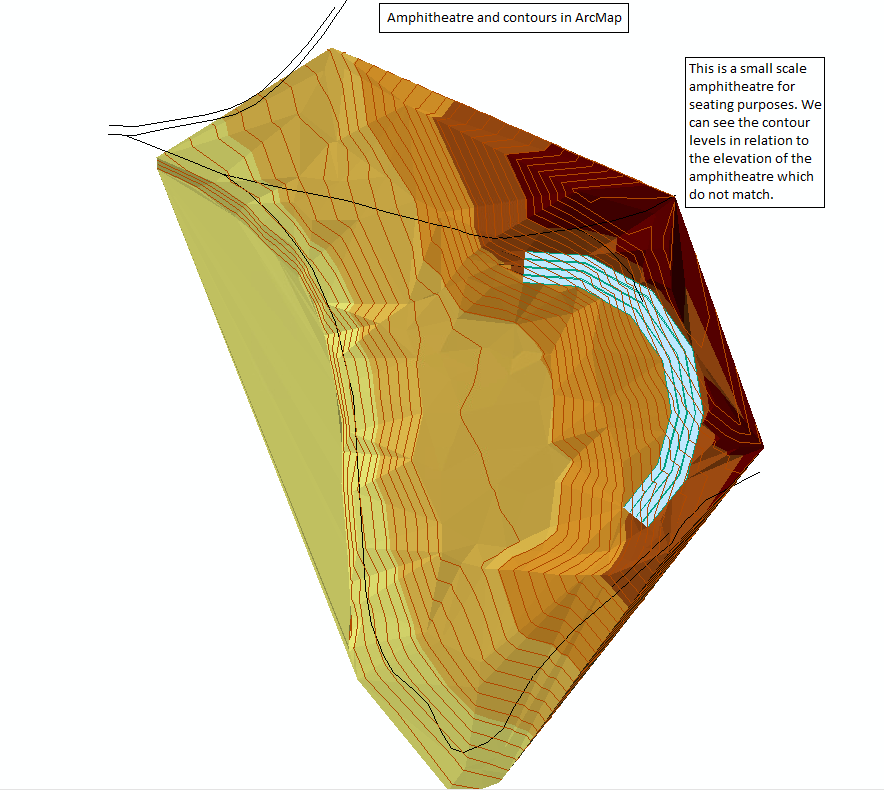 Amphitheatre and contours in ArcMap
This is a small scale
amphitheatre for
seating purposes. We
can see the contour
levels in relation to
the elevation of the
amphitheatre which
do not match.